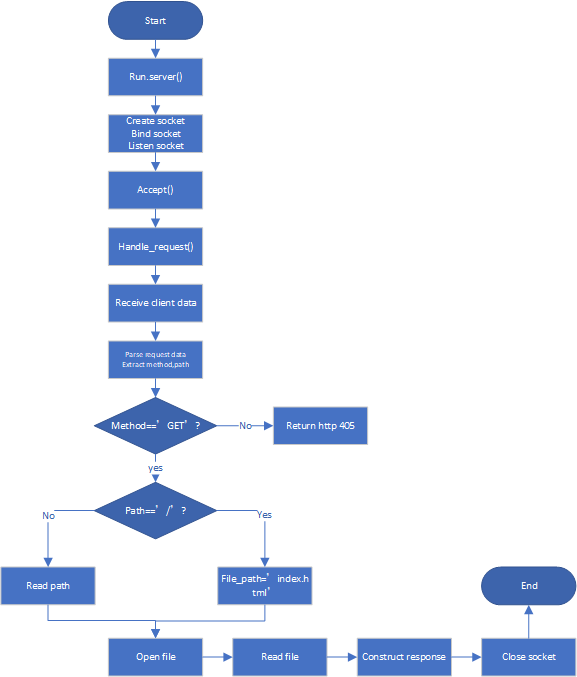 Start
Run.server()
Create socket
Bind socket
Listen socket
Accept()
Handle_request()
Receive client data
Parse request data
Extract method,path
Method==’GET’?
No
Return http 405
yes
Path==’/’?
No
Yes
Read path
File_path=’index.h
tml’
End
Open file
Read file
Construct response
Close socket